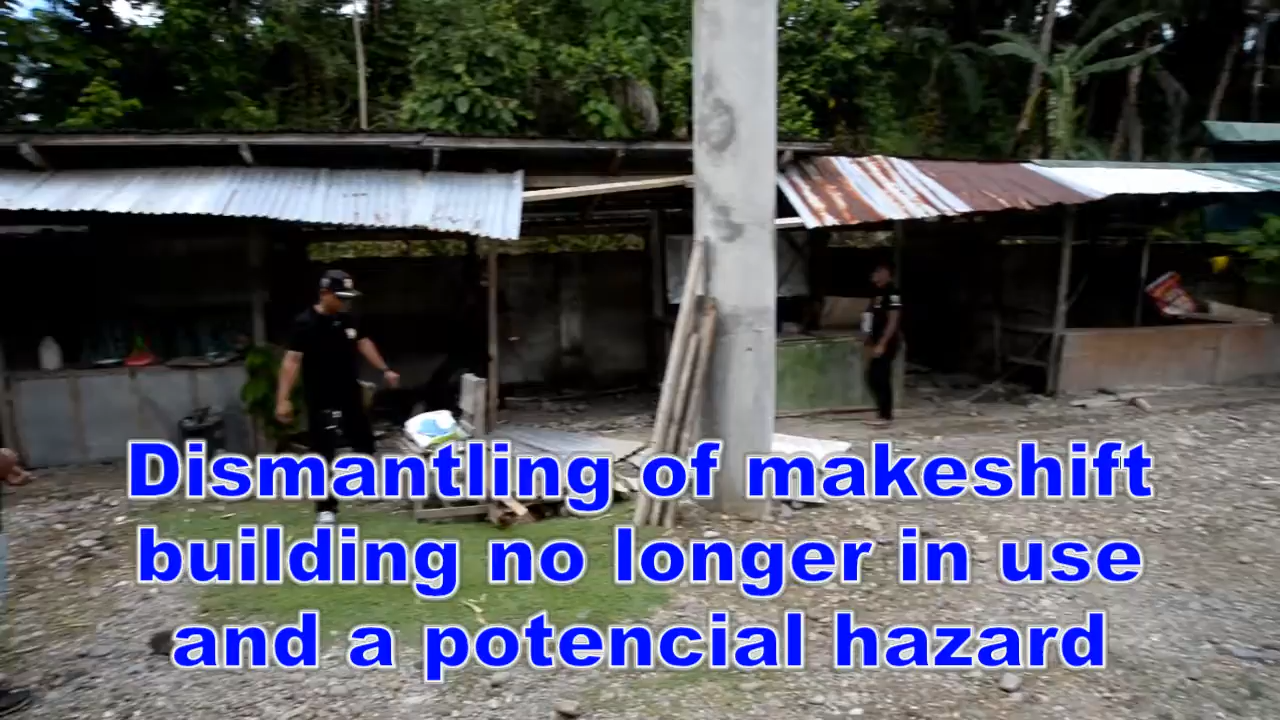 Dismantling of makeshift
building no longer in use
and a potencial hazard